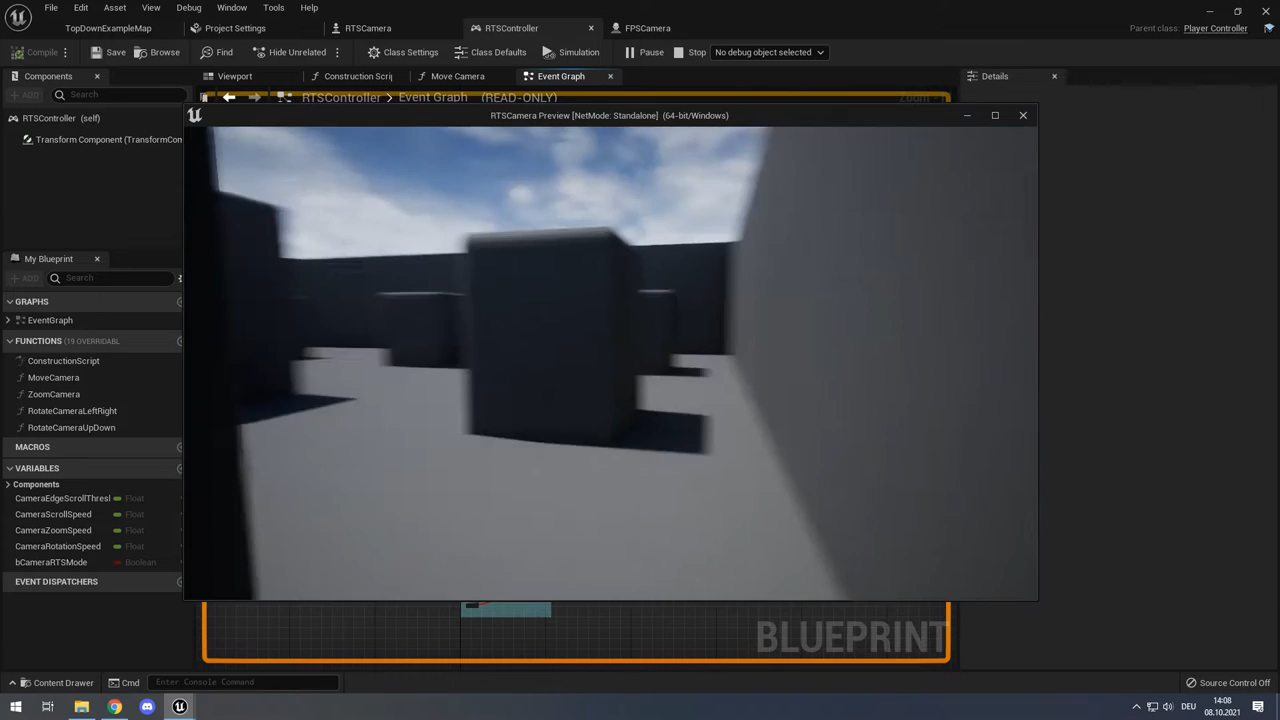 File Edit Asset View Debug Window Tools Help
TopDownExampleMap Project Settings RTSCamera RTSController FPSCamera Parent class: Player Controller
Compile Save Browse Find Hide Unrelated Class Settings Class Defaults Simulation Pause Stop No debug object selected
Components Viewport Construction Scri Move Camera Event Graph Details
ADD Search RTSController > Event Graph (READ-ONLY)
RTSCamera Preview [NetMode: Standalone] (64-bit/Windows)
RTSController (self)
Transform Component (TransformCom
My Blueprint
ADD Search
GRAPHS
EventGraph
FUNCTIONS (19 OVERRIDABL
ConstructionScript
MoveCamera
ZoomCamera
RotateCameraLeftRight
RotateCameraUpDown
MACROS
VARIABLES
Components
CameraEdgeScrollThresl Float
CameraScrollSpeed Float
CameraZoomSpeed Float
CameraRotationSpeed Float
bCameraRTSMode Boolean
EVENT DISPATCHERS
BLUEPRINT
Content Drawer Cmd Enter Console Command Source Control Off
DEU 14:08
08.10.2021